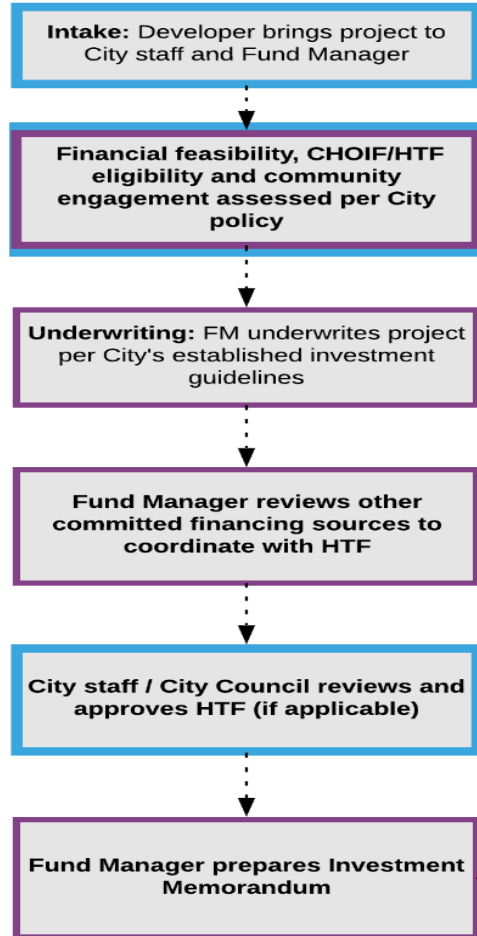 Intake: Developer brings project to
City staff and Fund Manager
Financial feasibility, CHOIF/HTF
eligibility and community
engagement assessed per City
policy
Underwriting: FM underwrites project
per City's established investment
guidelines
Fund Manager reviews other
committed financing sources to
coordinate with HTF
City staff / City Council reviews and
approves HTF (if applicable)
Fund Manager prepares Investment
Memorandum